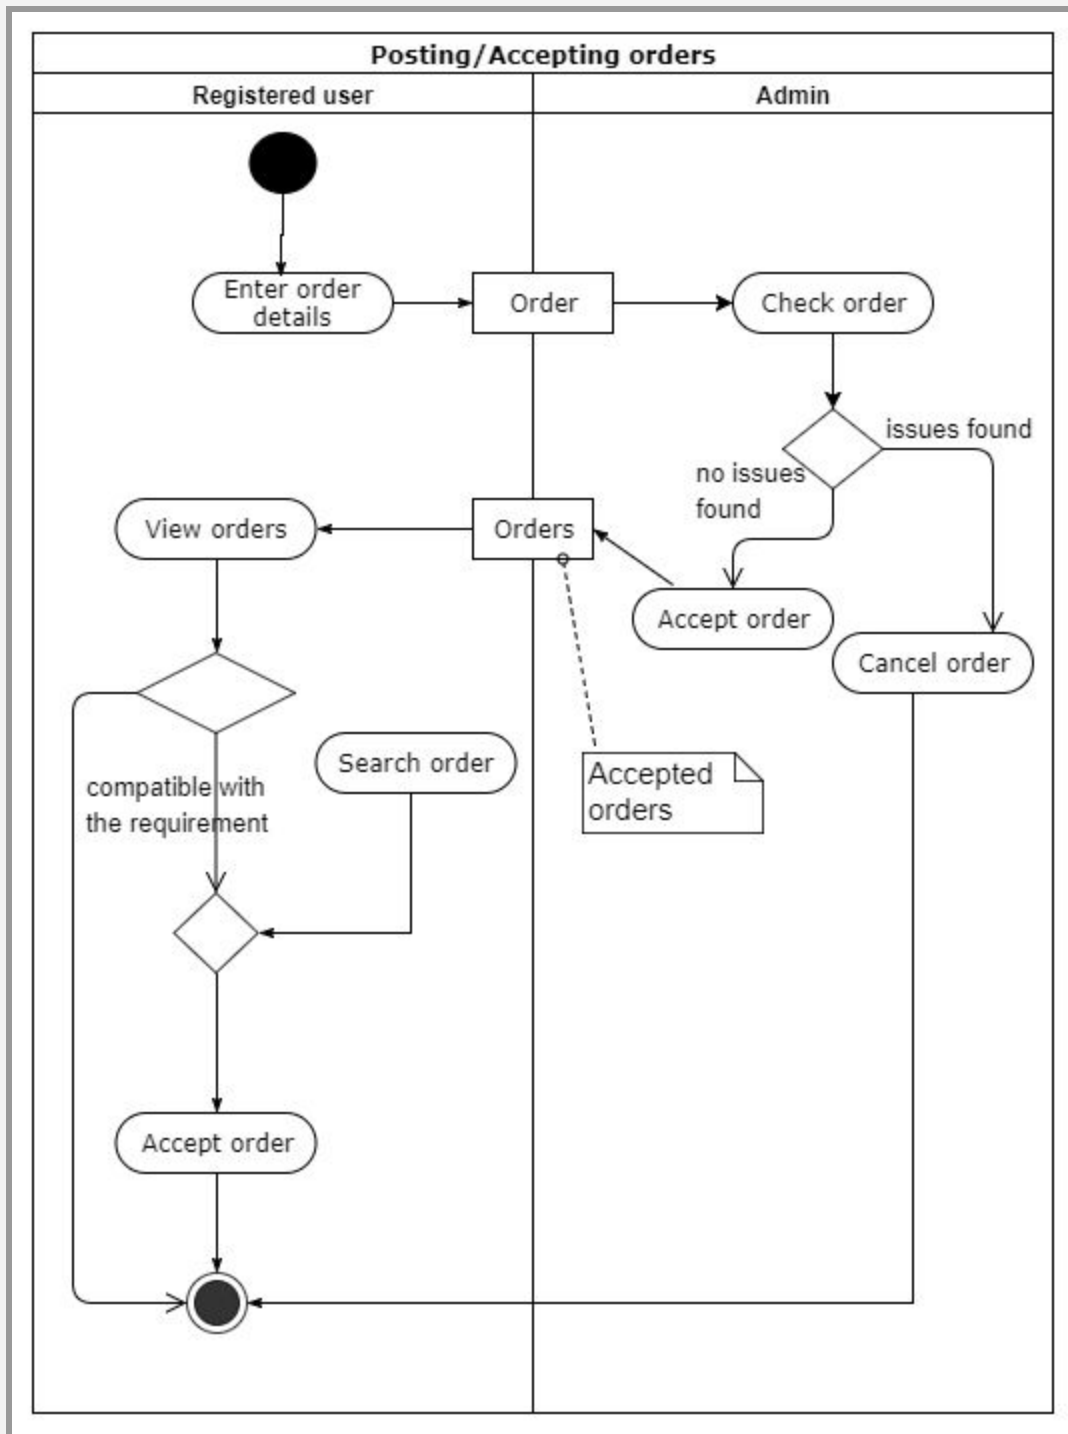 Posting/Accepting orders
Registered user
Admin
Enter order
details
Order
Check order
issues found
no issues
found
View orders
Orders
Accept order
Cancel order
Search order
Accepted
orders
compatible with
the requirement
Accept order